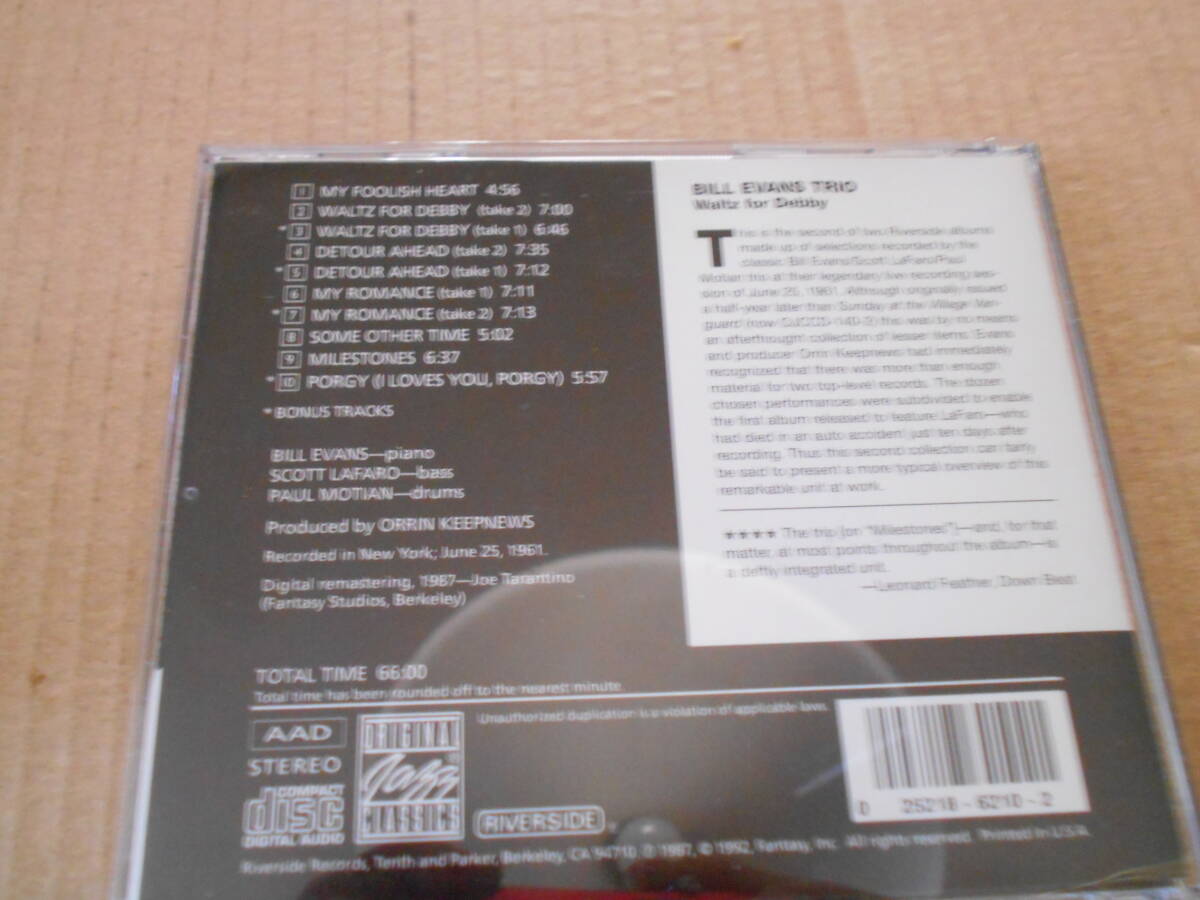 1 MY FOOLISH HEART 4:56
2 WALTZ FOR DEBBY (take 2) 7:00
* 3 WALTZ FOR DEBBY (take 1) 6:46
4 DETOUR AHEAD (take 2) 7:35
* 5 DETOUR AHEAD (take 1) 7:12
6 MY ROMANCE (take 1) 7:11
* 7 MY ROMANCE (take 2) 7:13
8 SOME OTHER TIME 5:02
9 MILESTONES 6:37
* 10 PORGY (I LOVES YOU, PORGY) 5:57
* BONUS TRACKS
BILL EVANS—piano
SCOTT LAFARO—bass
PAUL MOTIAN—drums
Produced by ORRIN KEEPNEWS
Recorded in New York; June 25, 1961.
Digital remastering, 1987—Joe Tarantino
(Fantasy Studios, Berkeley)
TOTAL TIME 66:00
Total time has been rounded off to the nearest minute.
BILL EVANS TRIO
Waltz for Debby
This is the second of two Riverside albums
made up of selections recorded by the
classic Bill Evans/Scott LaFaro/Paul
Motian trio at their legendary live recording ses-
sion of June 25, 1961. Although originally issued
a half-year later than Sunday at the Village Van-
guard (now OJCCD-140-2) this was by no means
an afterthought collection of lesser items. Evans
and producer Orrin Keepnews had immediately
recognized that there was more than enough
material for two top-level records. The dozen
chosen performances were subdivided to enable
the first album released to feature LaFaro—who
had died in an auto accident just ten days after
recording. Thus this second collection can fairly
be said to present a more typical overview of this
remarkable unit at work.
★★★★ The trio (on "Milestones")—and, for that
matter, at most points throughout the album—is
a deftly integrated unit.
—Leonard Feather, Down Beat
Unauthorized duplication is a violation of applicable laws.
AAD
STEREO
COMPACT
disc
DIGITAL AUDIO
ORIGINAL
Jazz
CLASSICS
RIVERSIDE
0 25218-6210-2
Riverside Records, Tenth and Parker, Berkeley, CA 94710. ℗ 1987, © 1992, Fantasy, Inc. All rights reserved. Printed in U.S.A.